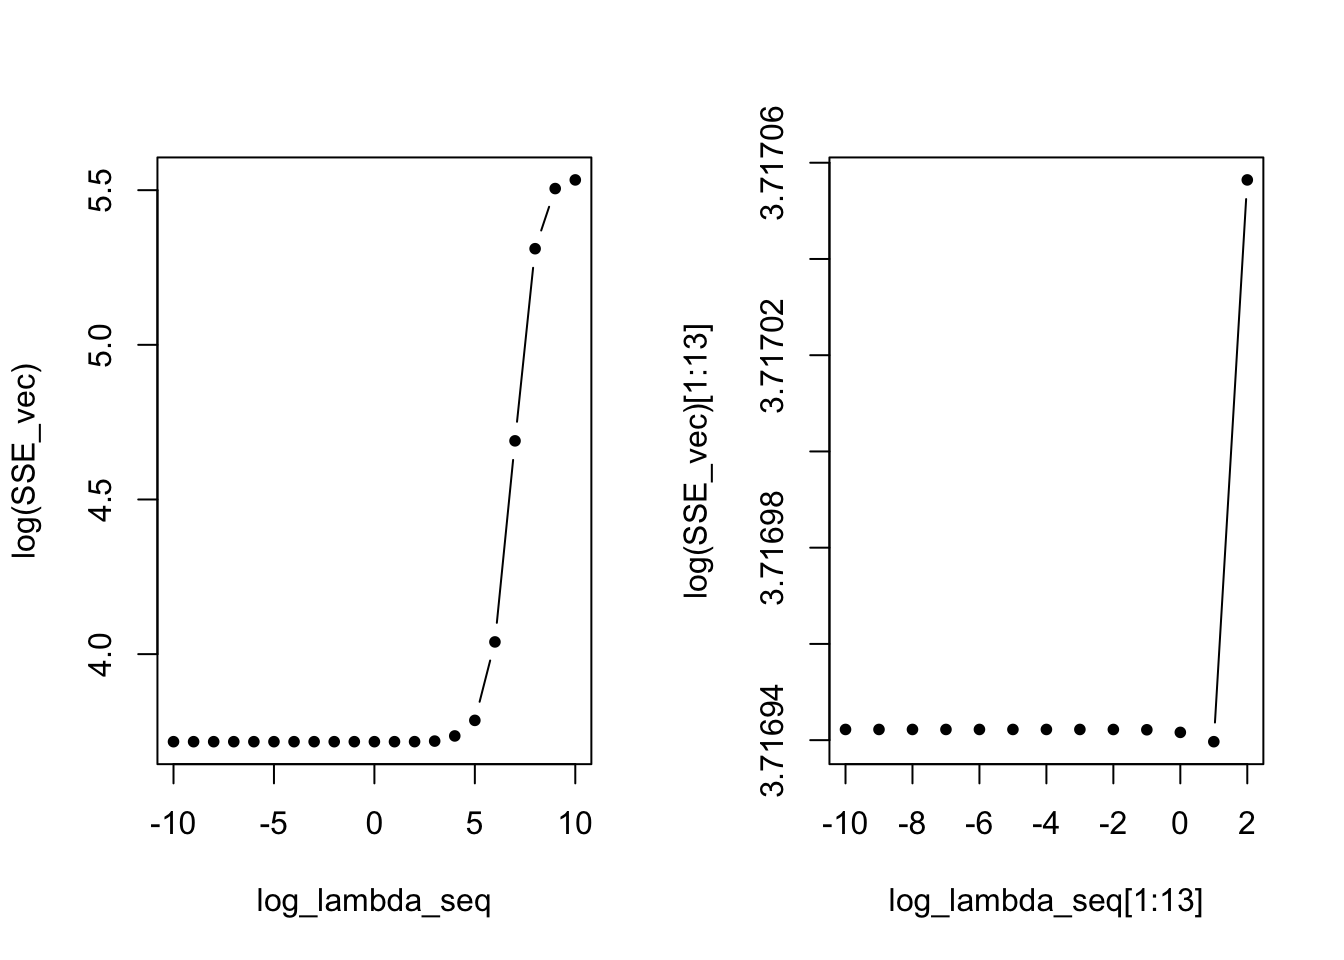 log(SSE_vec)
5.5
5.0
4.5
4.0
-10 -5 0 5 10
log_lambda_seq
log(SSE_vec)[1:13]
3.71706
3.71702
3.71698
3.71694
-10 -8 -6 -4 -2 0 2
log_lambda_seq[1:13]